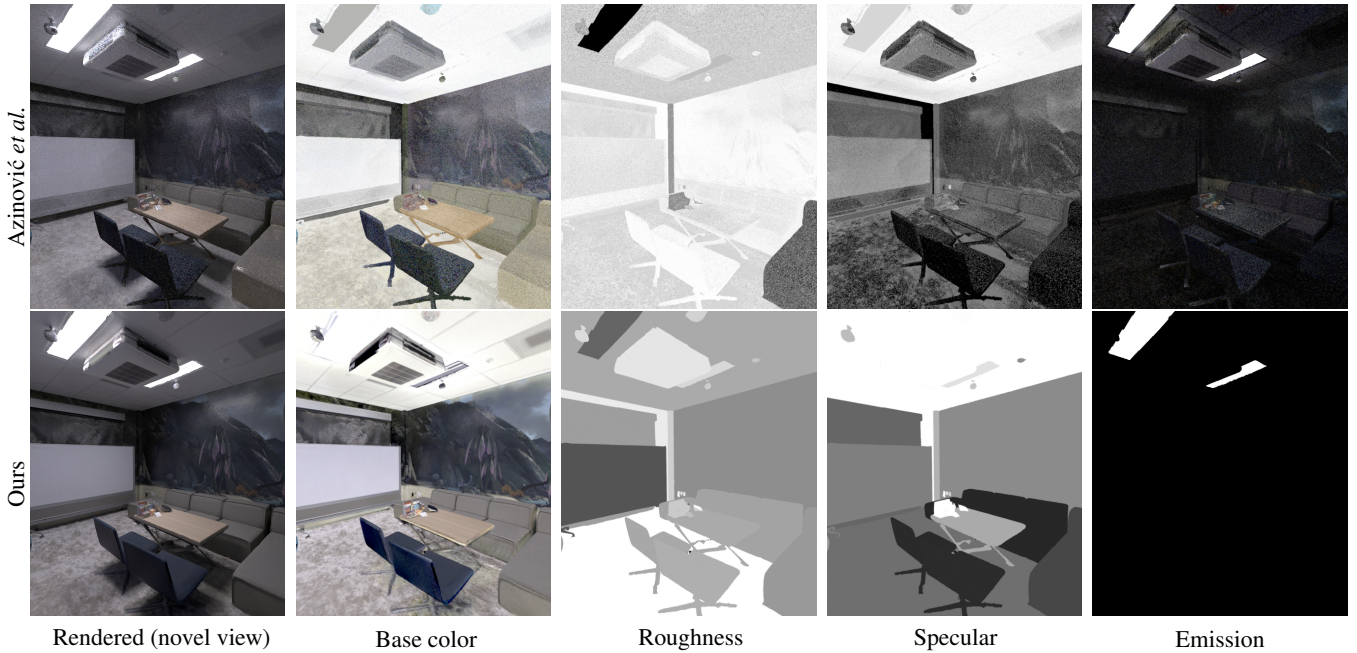 Azinović et al.
Ours
Rendered (novel view)
Base color
Roughness
Specular
Emission